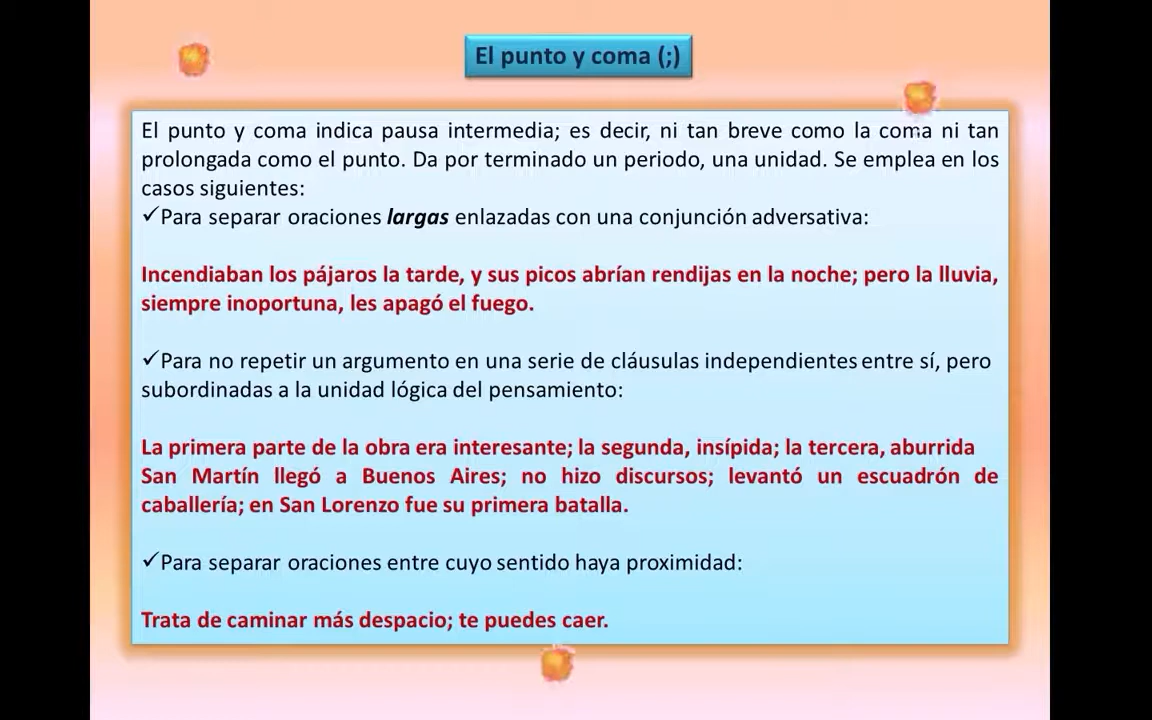 El punto y coma (;)
El punto y coma indica pausa intermedia; es decir, ni tan breve como la coma ni tan
prolongada como el punto. Da por terminado un periodo, una unidad. Se emplea en los
casos siguientes:
✓Para separar oraciones largas enlazadas con una conjunción adversativa:
Incendiaban los pájaros la tarde, y sus picos abrían rendijas en la noche; pero la lluvia,
siempre inoportuna, les apagó el fuego.
✓Para no repetir un argumento en una serie de cláusulas independientes entre sí, pero
subordinadas a la unidad lógica del pensamiento:
La primera parte de la obra era interesante; la segunda, insípida; la tercera, aburrida
San Martín llegó a Buenos Aires; no hizo discursos; levantó un escuadrón de
caballería; en San Lorenzo fue su primera batalla.
✓Para separar oraciones entre cuyo sentido haya proximidad:
Trata de caminar más despacio; te puedes caer.